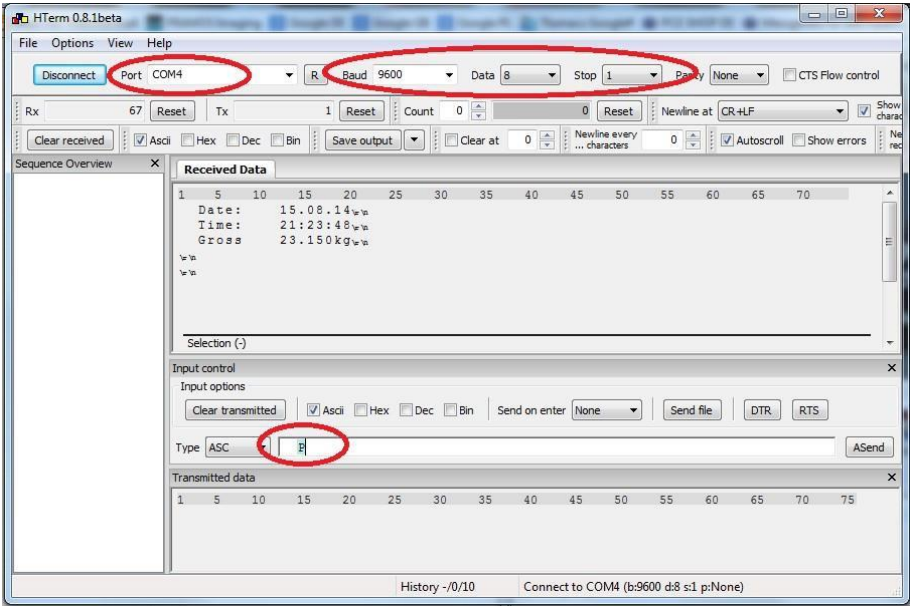 HTerm 0.8.1beta
File Options View Help
Disconnect Port COM4 R Baud 9600 Data 8 Stop 1 Parity None CTS Flow control
Rx 67 Reset Tx 1 Reset Count 0 0 Reset Newline at CR+LF Show
Clear received Ascii Hex Dec Bin Save output Clear at 0 Newline every
... characters 0 Autoscroll Show errors
Sequence Overview X Received Data
1 5 10 15 20 25 30 35 40 45 50 55 60 65 70
Date: 15.08.14\r\n
Time: 21:23:48\r\n
Gross 23.150kg\r\n
\r\n
\r\n
Selection (-)
Input control
Input options
Clear transmitted Ascii Hex Dec Bin Send on enter None Send file DTR RTS
Type ASC P ASend
Transmitted data
1 5 10 15 20 25 30 35 40 45 50 55 60 65 70 75
History -/0/10 Connect to COM4 (b:9600 d:8 s:1 p:None)